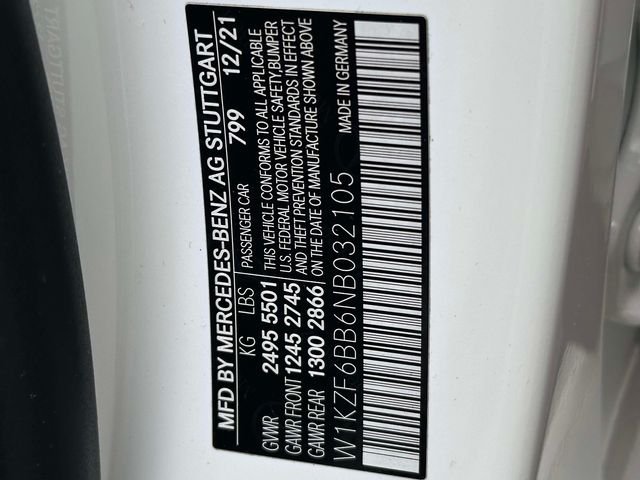 MFD BY MERCEDES-BENZ AG STUTTGART
KG LBS 799 12/21
PASSENGER CAR
GVWR 2495 5501
GAWR FRONT 1245 2745
GAWR REAR 1300 2866
THIS VEHICLE CONFORMS TO ALL APPLICABLE
U.S. FEDERAL MOTOR VEHICLE SAFETY, BUMPER
AND THEFT PREVENTION STANDARDS IN EFFECT
ON THE DATE OF MANUFACTURE SHOWN ABOVE
W1KZF6BB6NB032105 MADE IN GERMANY